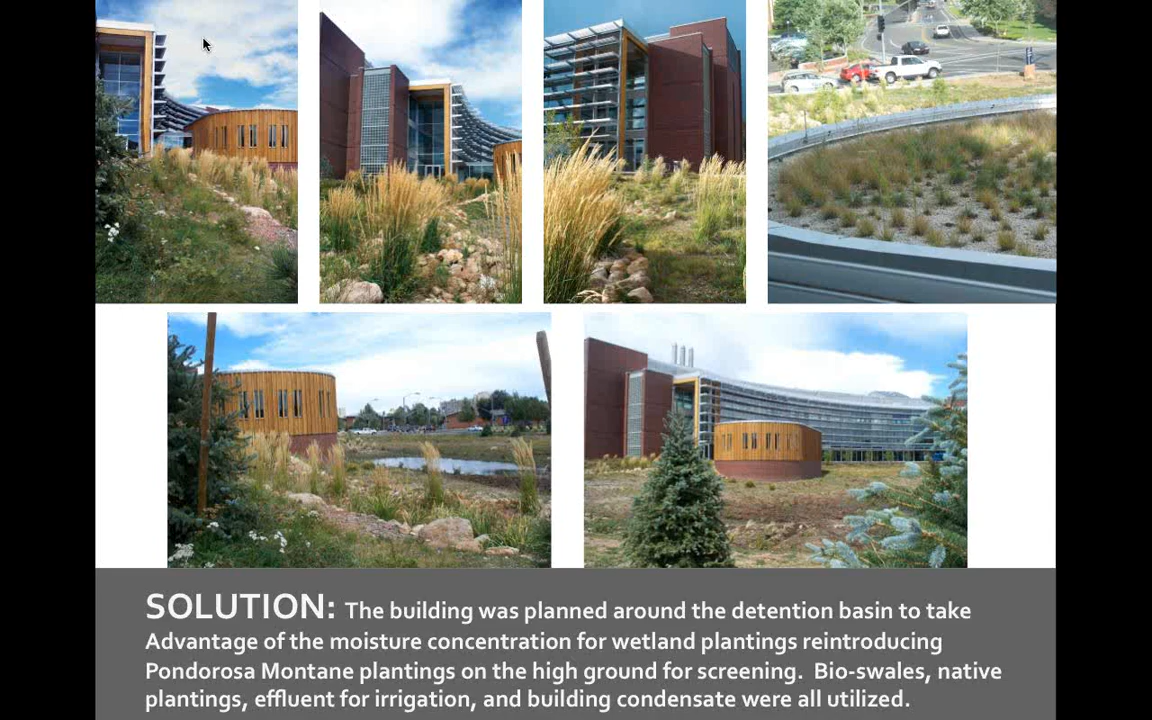 SOLUTION: The building was planned around the detention basin to take
Advantage of the moisture concentration for wetland plantings reintroducing
Pondorosa Montane plantings on the high ground for screening. Bio-swales, native
plantings, effluent for irrigation, and building condensate were all utilized.